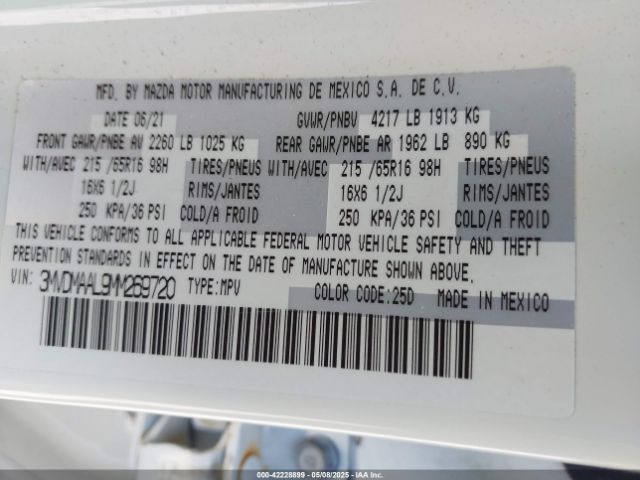 MFD. BY MAZDA MOTOR MANUFACTURING DE MEXICO S.A. DE C.V.
DATE 06/21 GVWR/PNBV 4217 LB 1913 KG
FRONT GAWR/PNBE AV 2260 LB 1025 KG REAR GAWR/PNBE AR 1962 LB 890 KG
WITH/AVEC 215 /65R16 98H TIRES/PNEUS WITH/AVEC 215 /65R16 98H TIRES/PNEUS
16X6 1/2J RIMS/JANTES 16X6 1/2J RIMS/JANTES
250 KPA/36 PSI COLD/A FROID 250 KPA/36 PSI COLD/A FROID
THIS VEHICLE CONFORMS TO ALL APPLICABLE FEDERAL MOTOR VEHICLE SAFETY AND THEFT
PREVENTION STANDARDS IN EFFECT ON THE DATE OF MANUFACTURE SHOWN ABOVE.
VIN: 3MVDMAAL9MM269720 TYPE:MPV COLOR CODE:25D MADE IN MEXICO
000-42228899 - 05/08/2025 - IAA Inc.